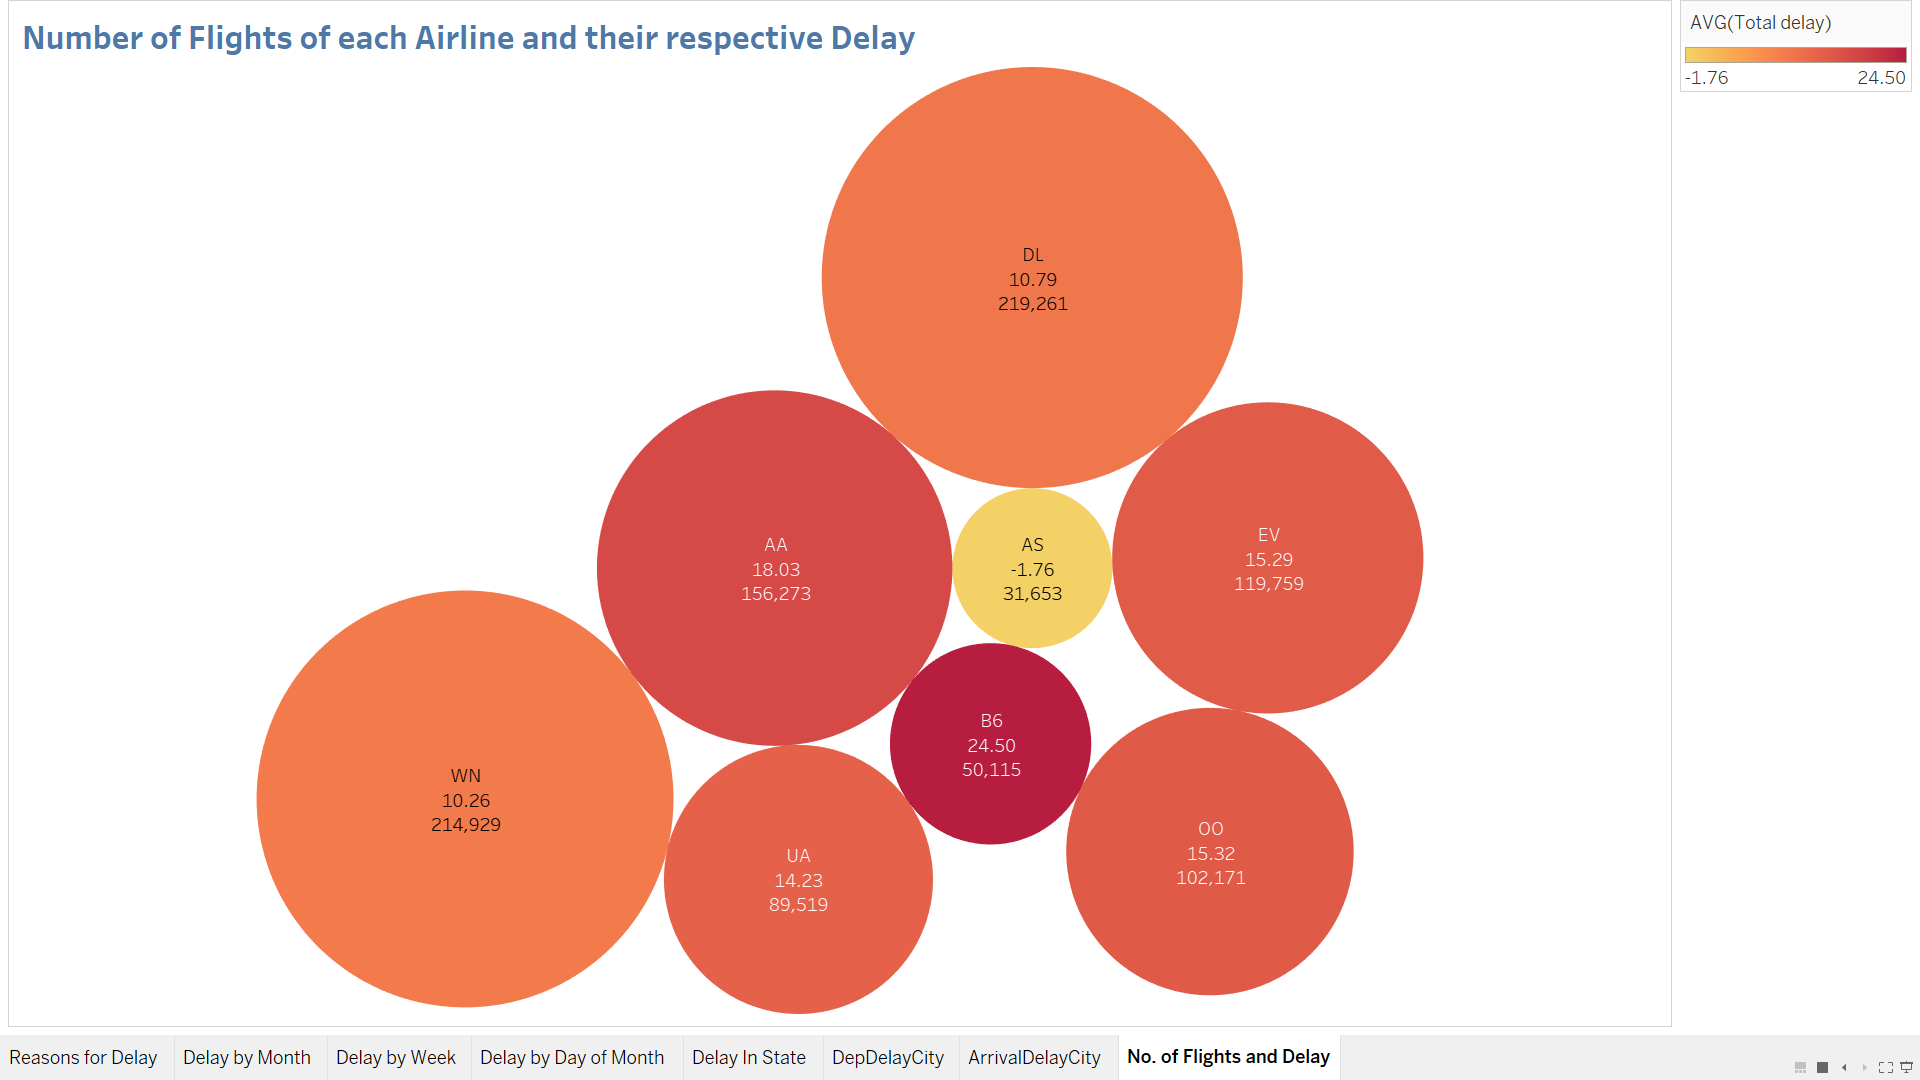 Number of Flights of each Airline and their respective Delay
AVG(Total delay)
-1.76 24.50
DL
10.79
219,261
AA
18.03
156,273
AS
-1.76
31,653
EV
15.29
119,759
B6
24.50
50,115
WN
10.26
214,929
UA
14.23
89,519
OO
15.32
102,171
Reasons for Delay Delay by Month Delay by Week Delay by Day of Month Delay In State DepDelayCity ArrivalDelayCity No. of Flights and Delay